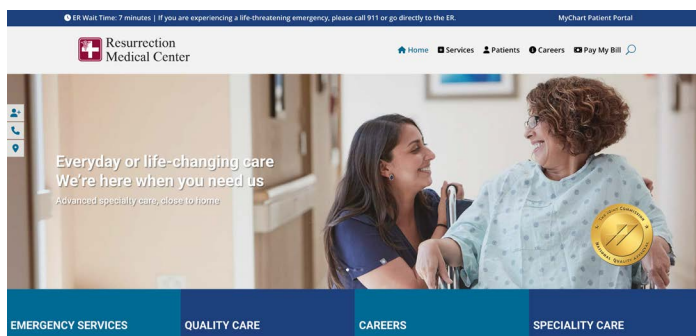 ER Wait Time: 7 minutes | If you are experiencing a life-threatening emergency, please call 911 or go directly to the ER.
MyChart Patient Portal
Resurrection
Medical Center
Home Services Patients Careers Pay My Bill
Everyday or life-changing care
We're here when you need us
Advanced specialty care, close to home
National Quality Approval
EMERGENCY SERVICES
QUALITY CARE
CAREERS
SPECIALITY CARE